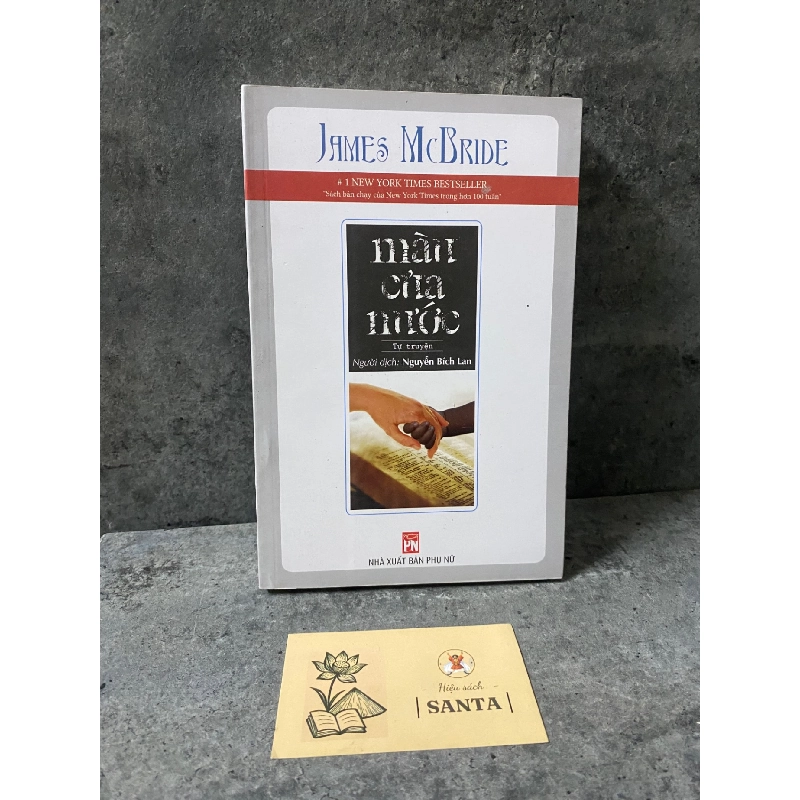 JAMES MCBRIDE
# 1 NEW YORK TIMES BESTSELLER
"Sách bán chạy của New York Times trong hơn 100 tuần"
màu
của
nước
Tự truyện
Người dịch: Nguyễn Bích Lan
PN
NHÀ XUẤT BẢN PHỤ NỮ
Hiệu sách
SANTA